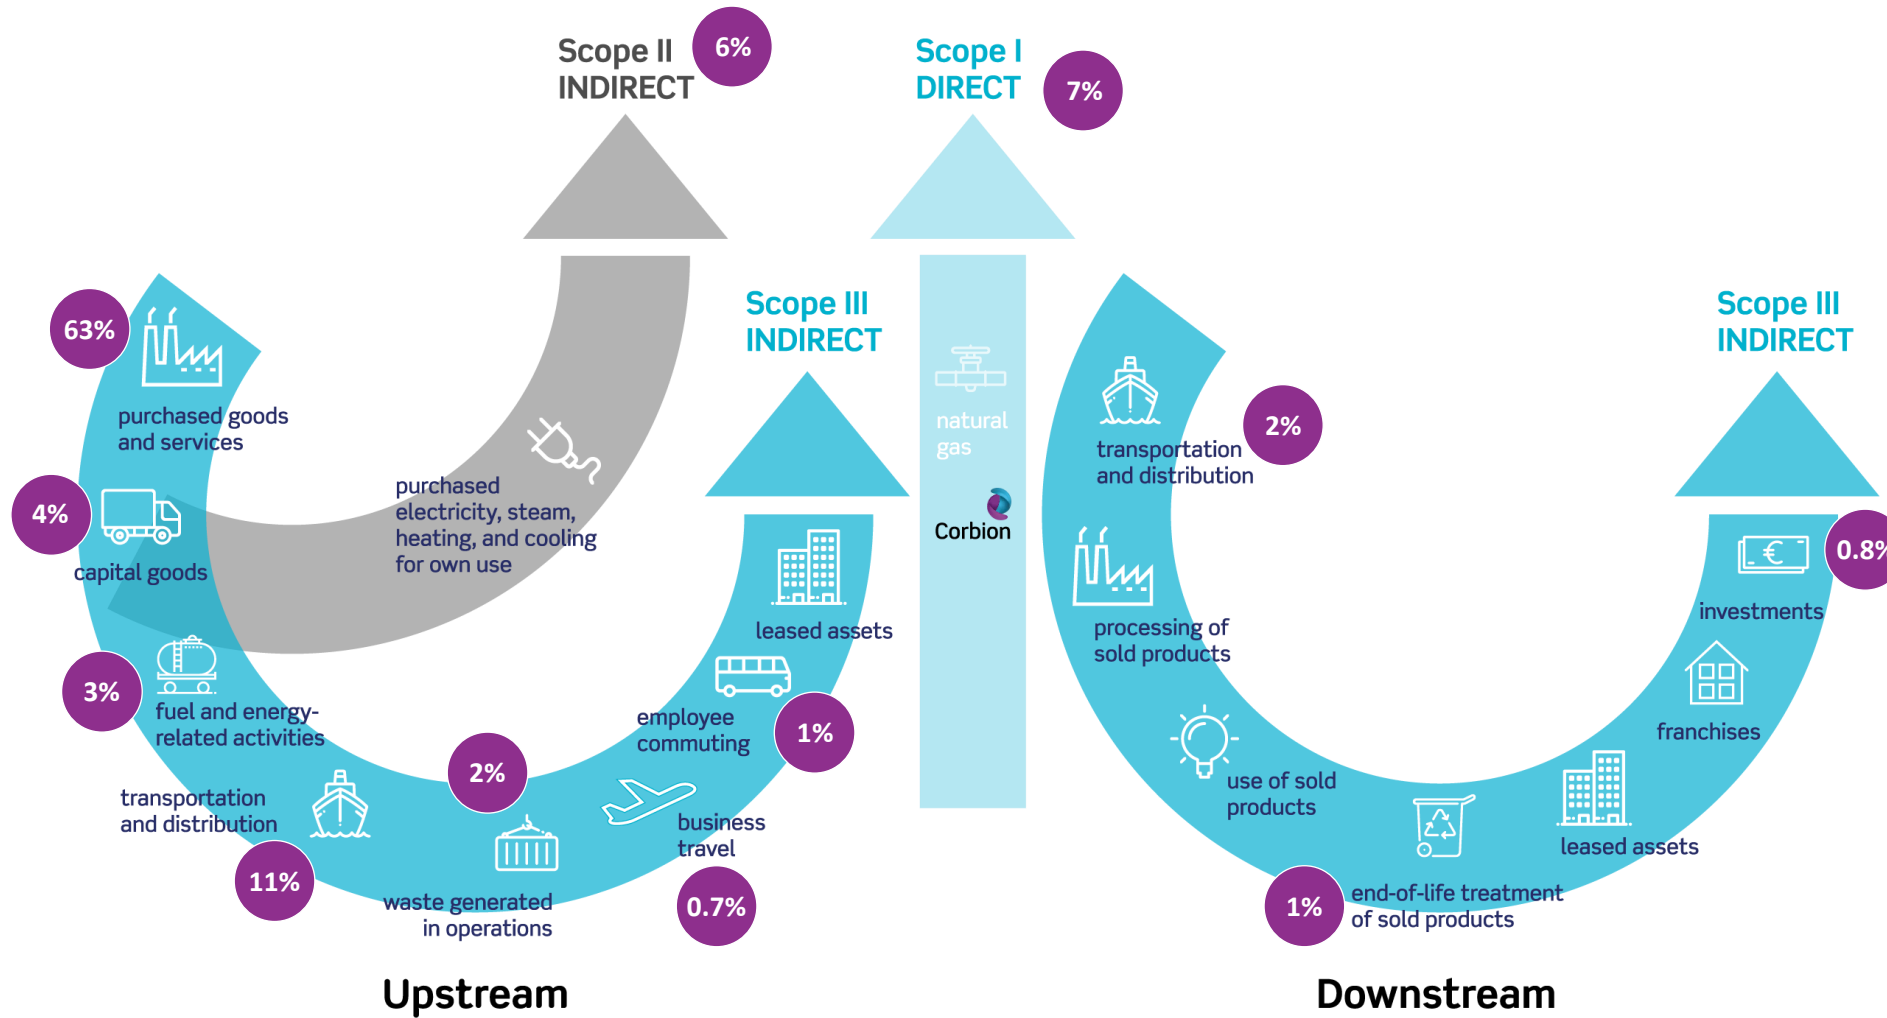 Scope II
INDIRECT
6%
Scope I
DIRECT
7%
63%
purchased goods
and services
4%
capital goods
3%
fuel and energy-
related activities
transportation
and distribution
11%
2%
waste generated
in operations
business
travel
0.7%
employee
commuting
1%
leased assets
Scope III
INDIRECT
purchased
electricity, steam,
heating, and cooling
for own use
natural
gas
Corbion
transportation
and distribution
2%
processing of
sold products
use of sold
products
1%
end-of-life treatment
of sold products
leased assets
franchises
investments
0.8%
Scope III
INDIRECT
€
Upstream
Downstream